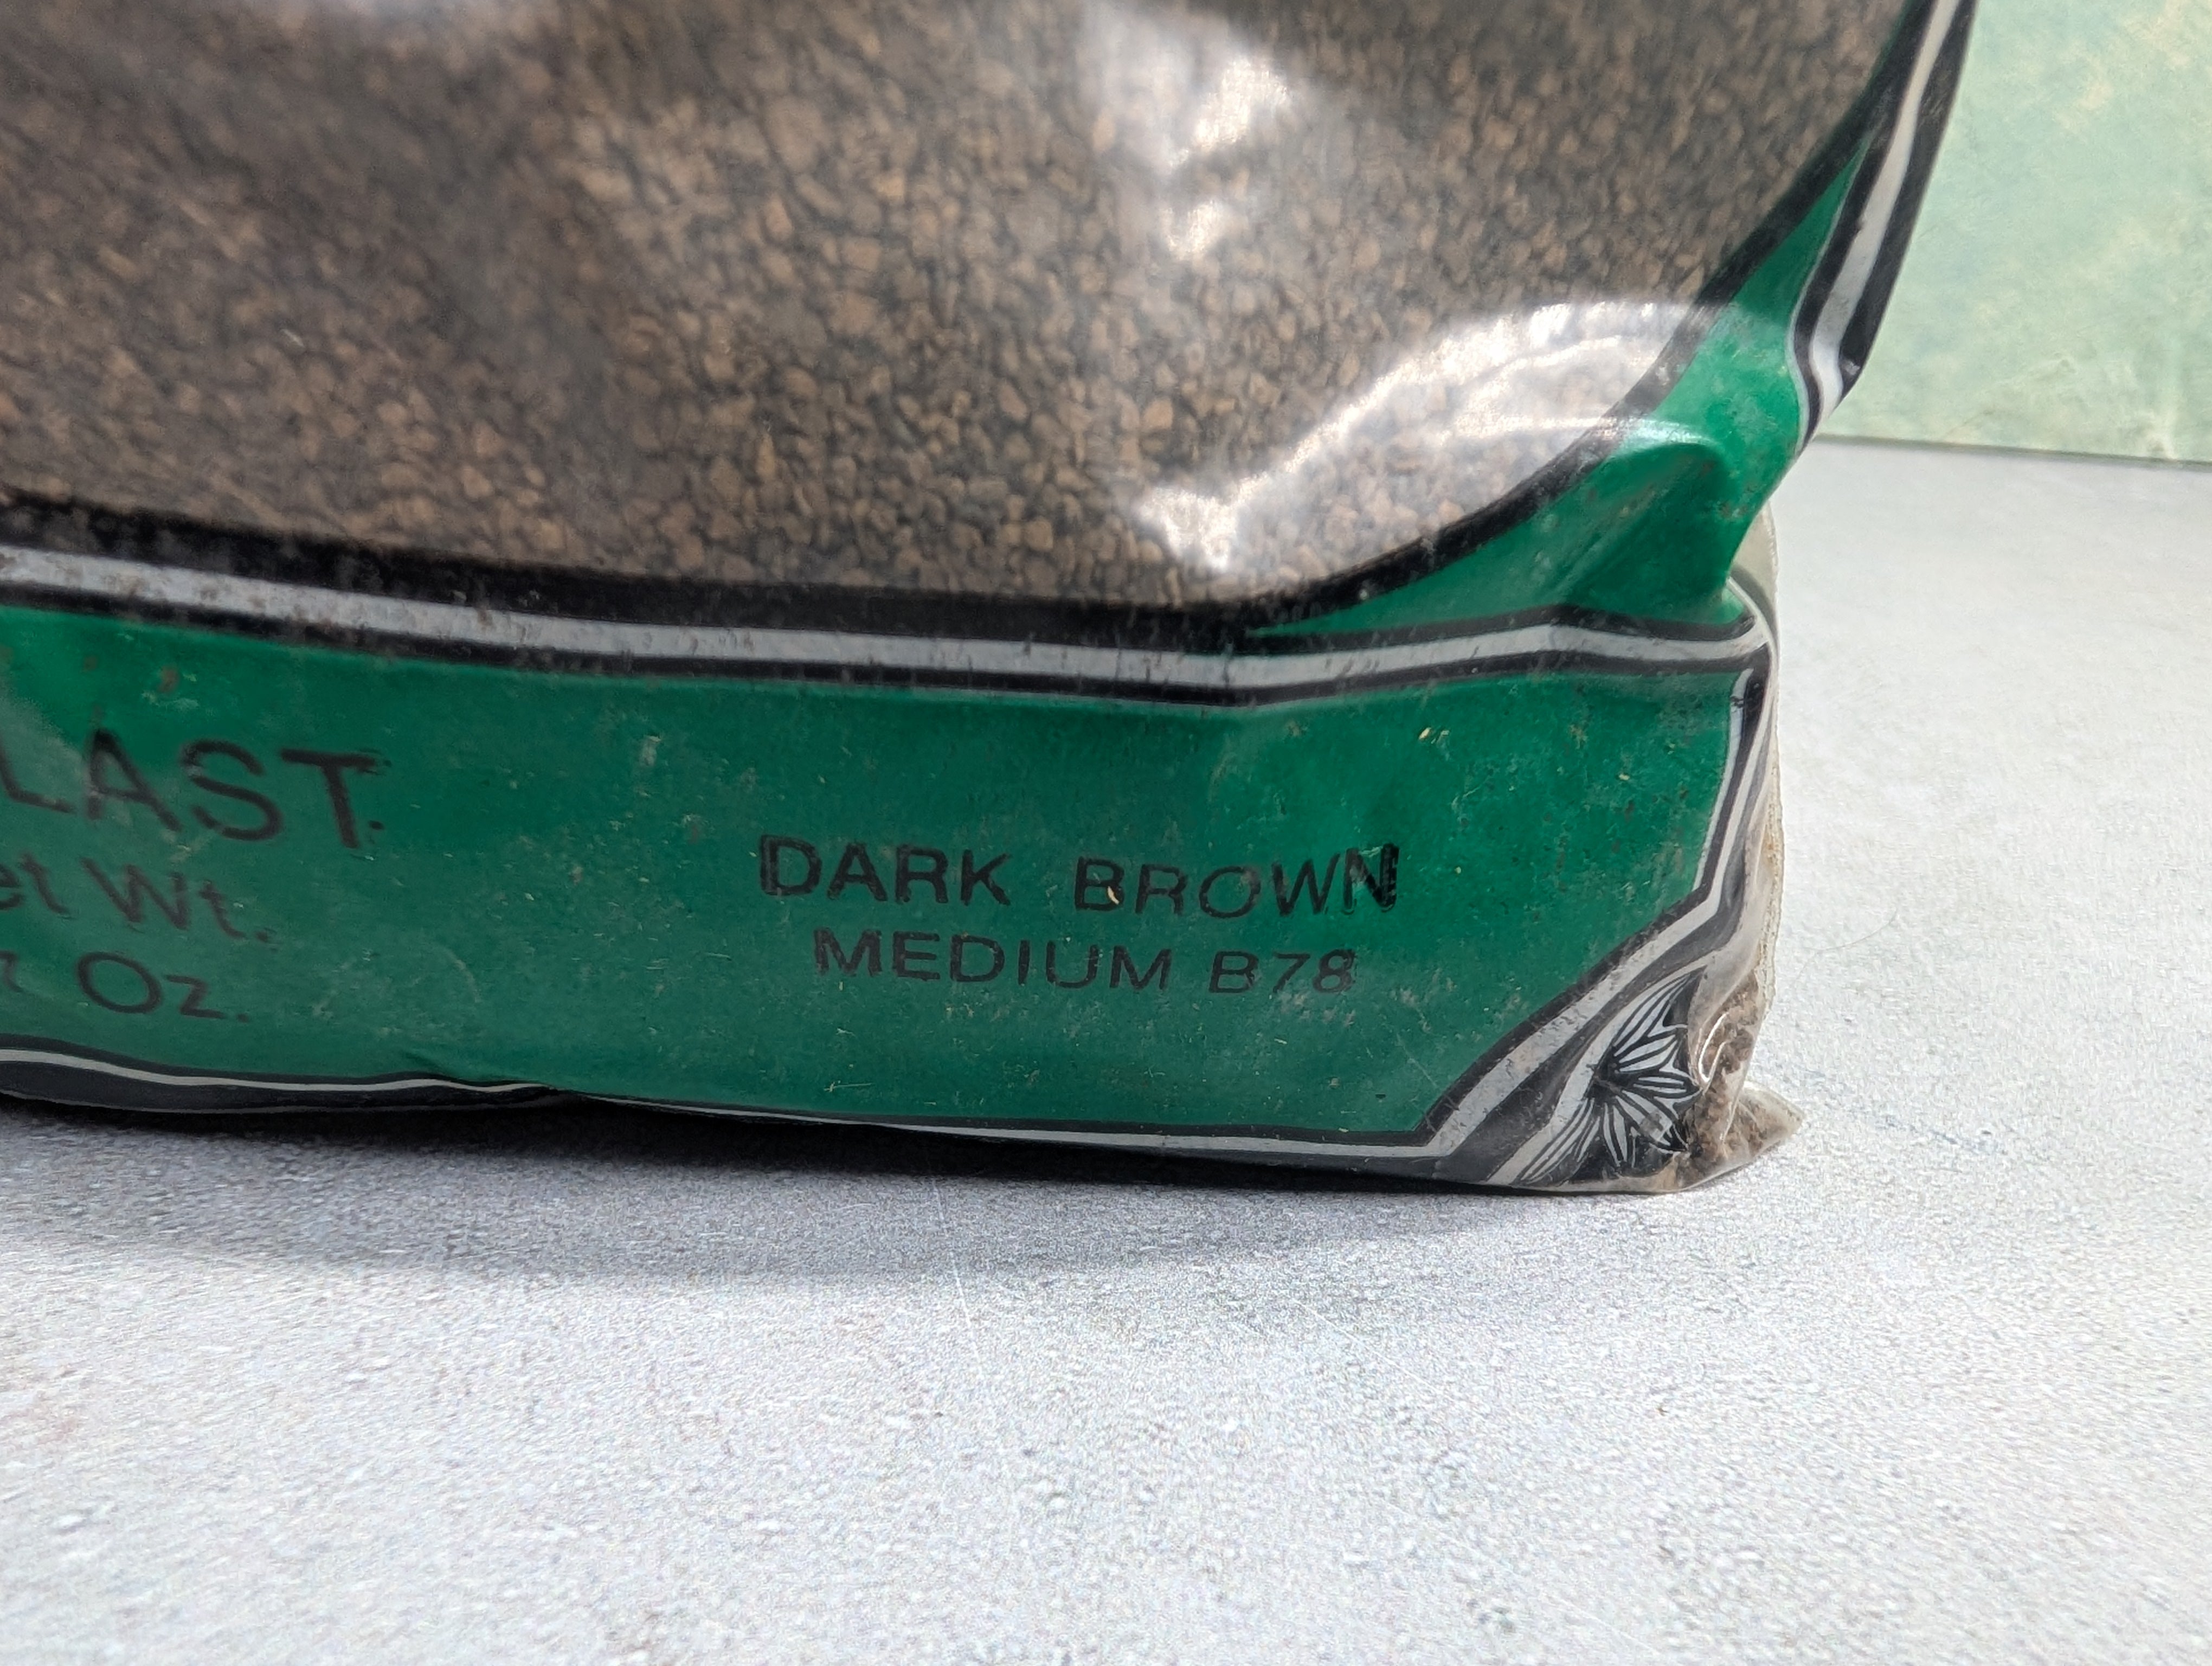 LAST
et Wt.
Oz.
DARK BROWN
MEDIUM B78